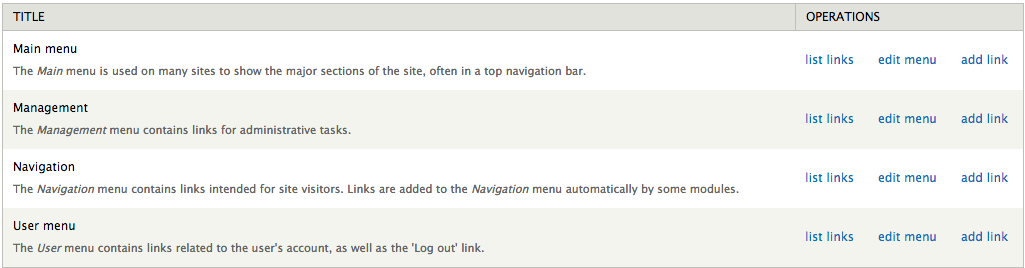 TITLE OPERATIONS
Main menu
The Main menu is used on many sites to show the major sections of the site, often in a top navigation bar.
list links edit menu add link
Management
The Management menu contains links for administrative tasks.
list links edit menu add link
Navigation
The Navigation menu contains links intended for site visitors. Links are added to the Navigation menu automatically by some modules.
list links edit menu add link
User menu
The User menu contains links related to the user's account, as well as the 'Log out' link.
list links edit menu add link